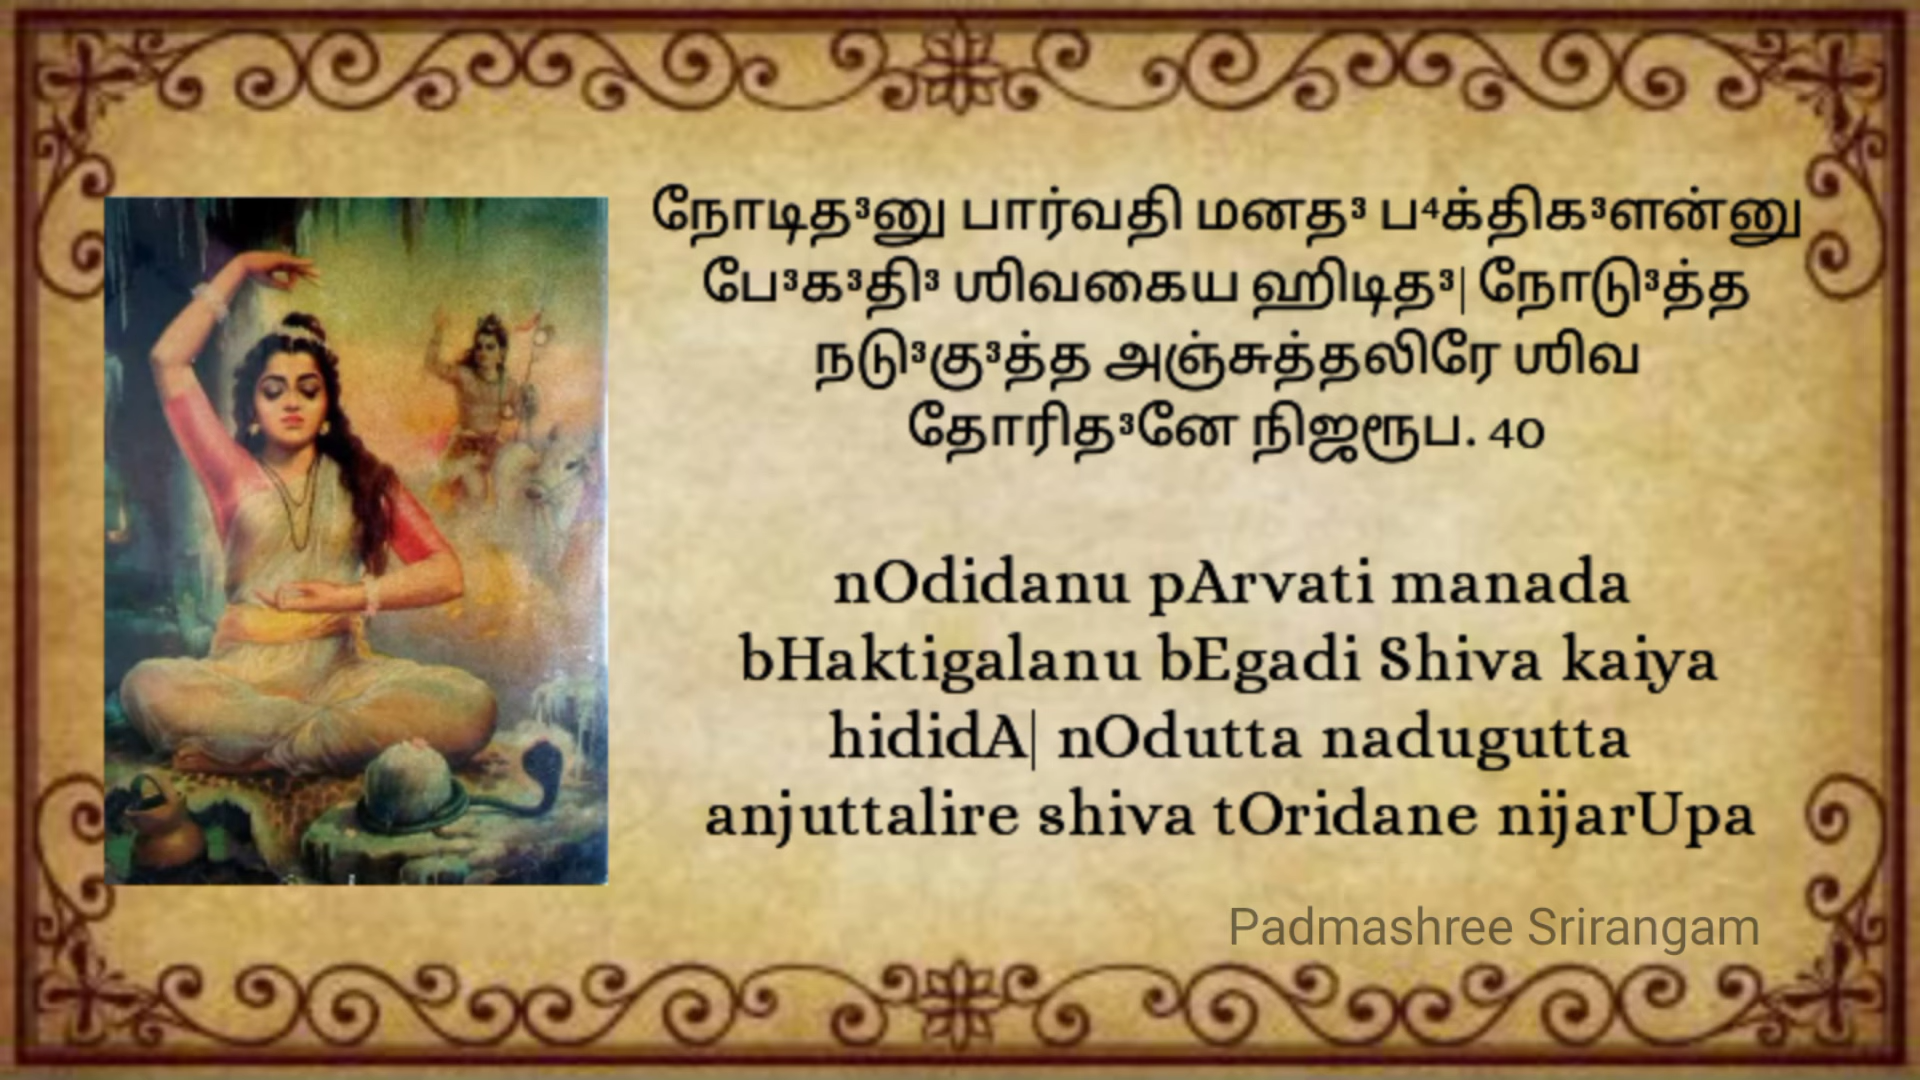 நோடித³னு பார்வதி மனத³ ப⁴க்திக³ளன்னு
பே³க³தி³ ஶிவகைய ஹிடித³| நோடு³த்த
நடு³கு³த்த அஞ்சுத்தலிரே ஶிவ
தோரித³னே நிஜரூப. 40
nOdidanu pArvati manada
bHaktigalanu bEgadi Shiva kaiya
hididA| nOdutta nadugutta
anjuttalire shiva tOridane nijarUpa
Padmashree Srirangam